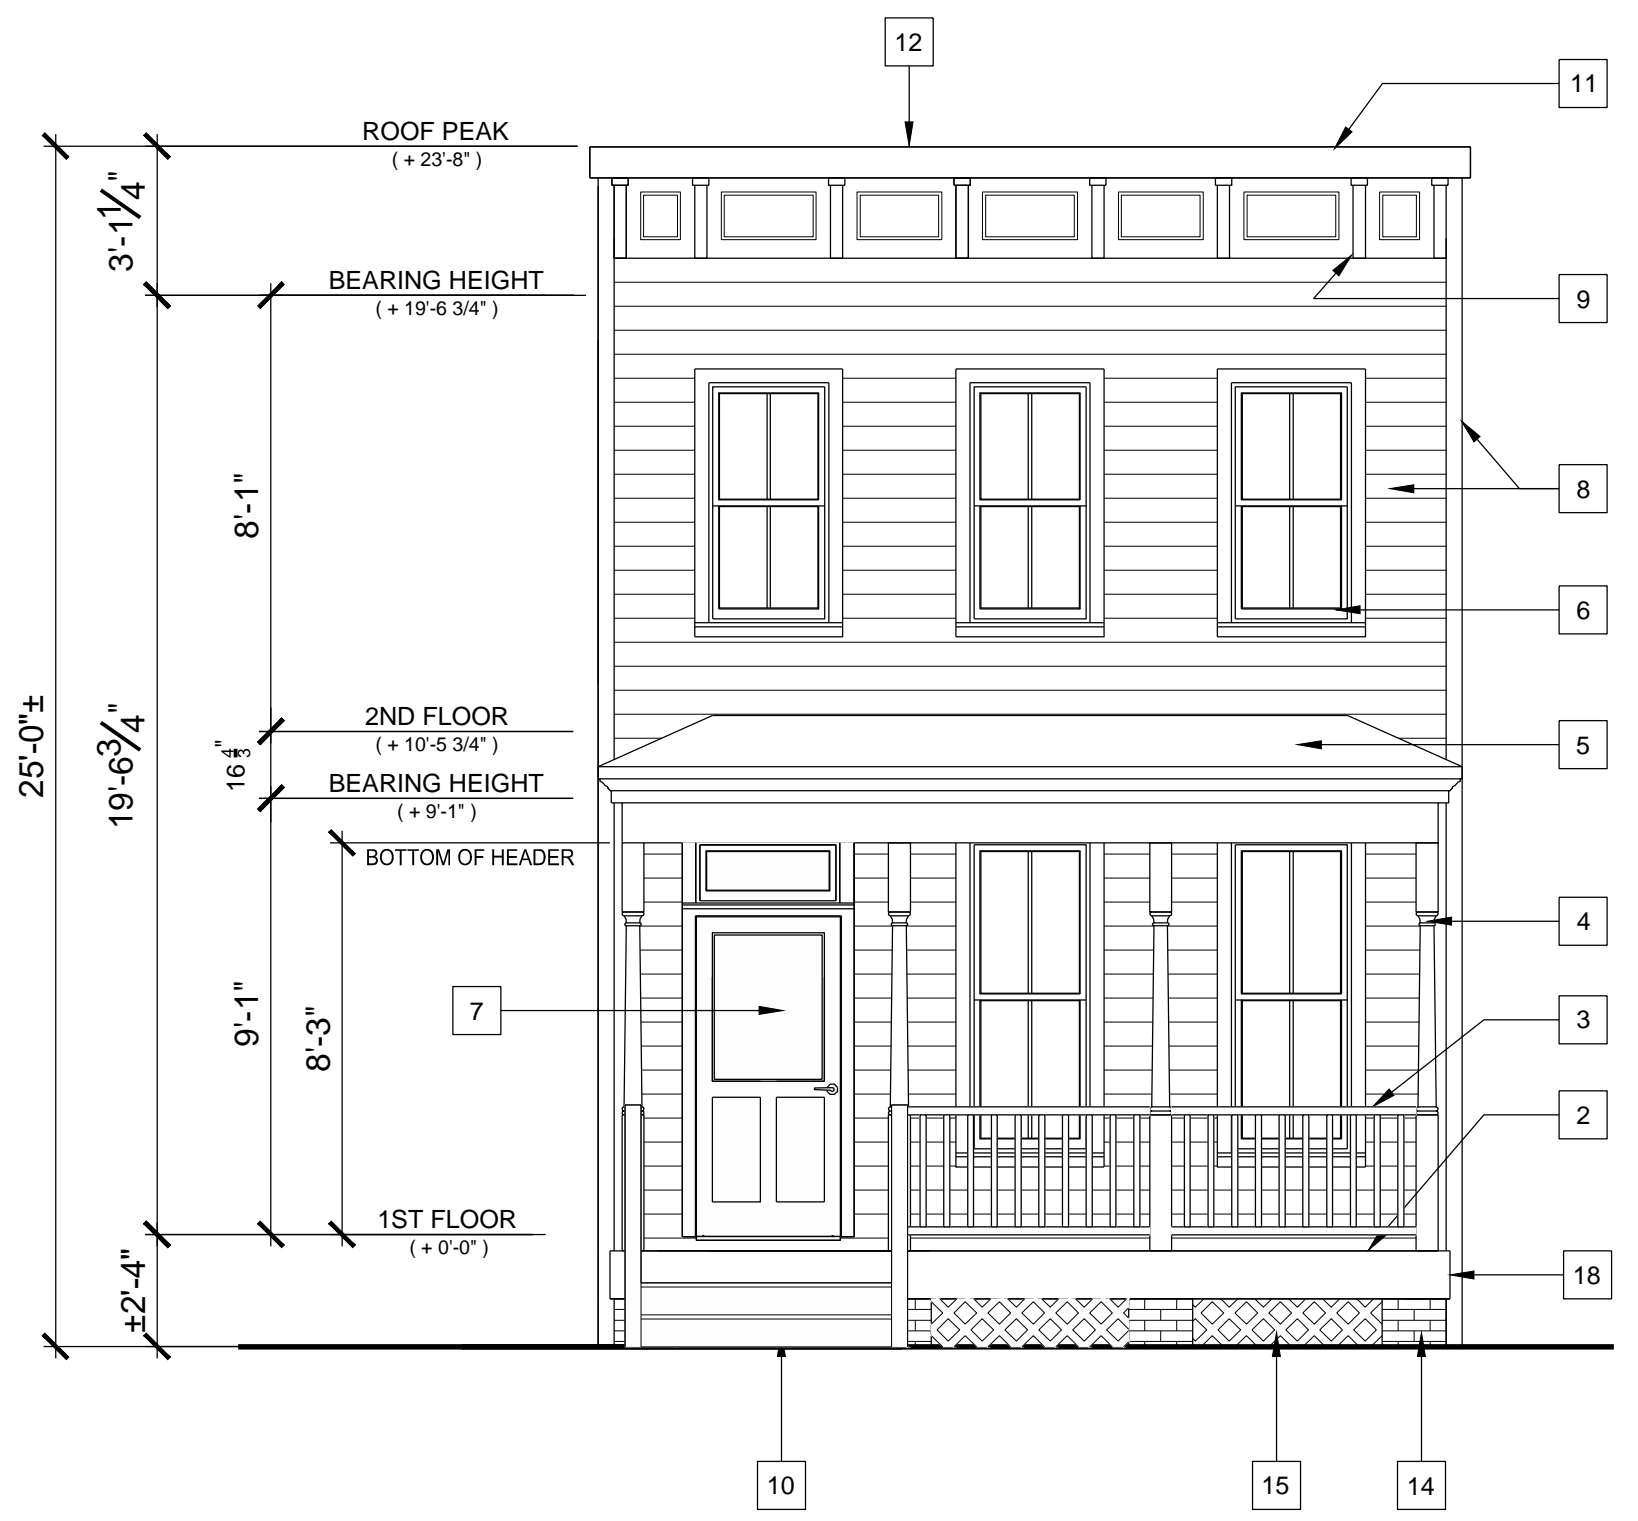 12
11
ROOF PEAK
( + 23'-8" )
3'-1 1/4"
BEARING HEIGHT
( + 19'-6 3/4" )
9
8'-1"
8
6
25'-0"±
19'-6 3/4"
2ND FLOOR
( + 10'-5 3/4" )
16 4/3"
5
BEARING HEIGHT
( + 9'-1" )
BOTTOM OF HEADER
4
9'-1"
8'-3"
7
3
2
1ST FLOOR
( + 0'-0" )
±2'-4"
18
10
15
14